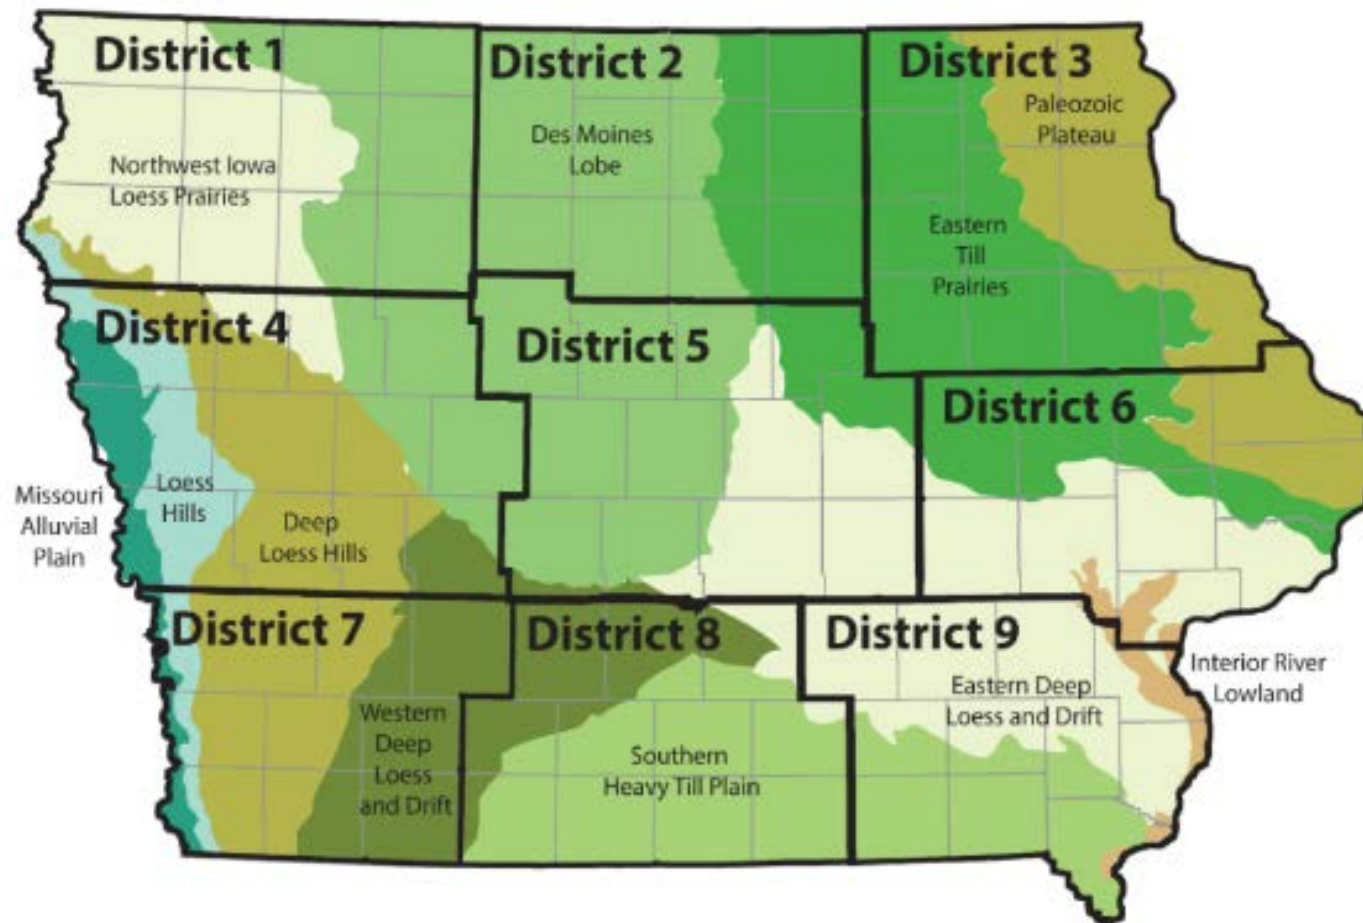 District 1
District 2
District 3
Paleozoic
Plateau
Des Moines
Lobe
Northwest Iowa
Loess Prairies
Eastern
Till
Prairies
District 4
District 5
District 6
Missouri
Alluvial
Plain
Loess
Hills
Deep
Loess Hills
District 7
District 8
District 9
Interior River
Lowland
Eastern Deep
Loess and Drift
Western
Deep
Loess
and Drift
Southern
Heavy Till Plain